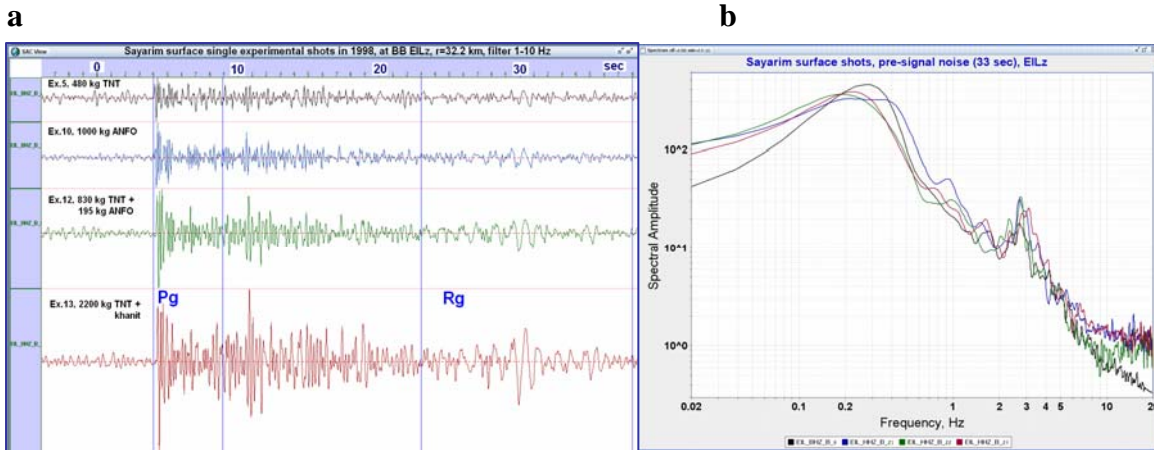 a
b
SAC View
Sayarim surface single experimental shots in 1998, at BB EILz, r=32.2 km, filter 1-10 Hz
0 10 20 30 sec
Ex.5, 480 kg TNT
Ex.10, 1000 kg ANFO
Ex.12, 830 kg TNT +
195 kg ANFO
Ex.13, 2200 kg TNT +
khanit
Pg
Rg
Sayarim surface shots, pre-signal noise (33 sec), EILz
Spectral Amplitude
10^2
10^1
10^0
0.02 0.1 0.2 1 2 3 4 5 10 20
Frequency, Hz